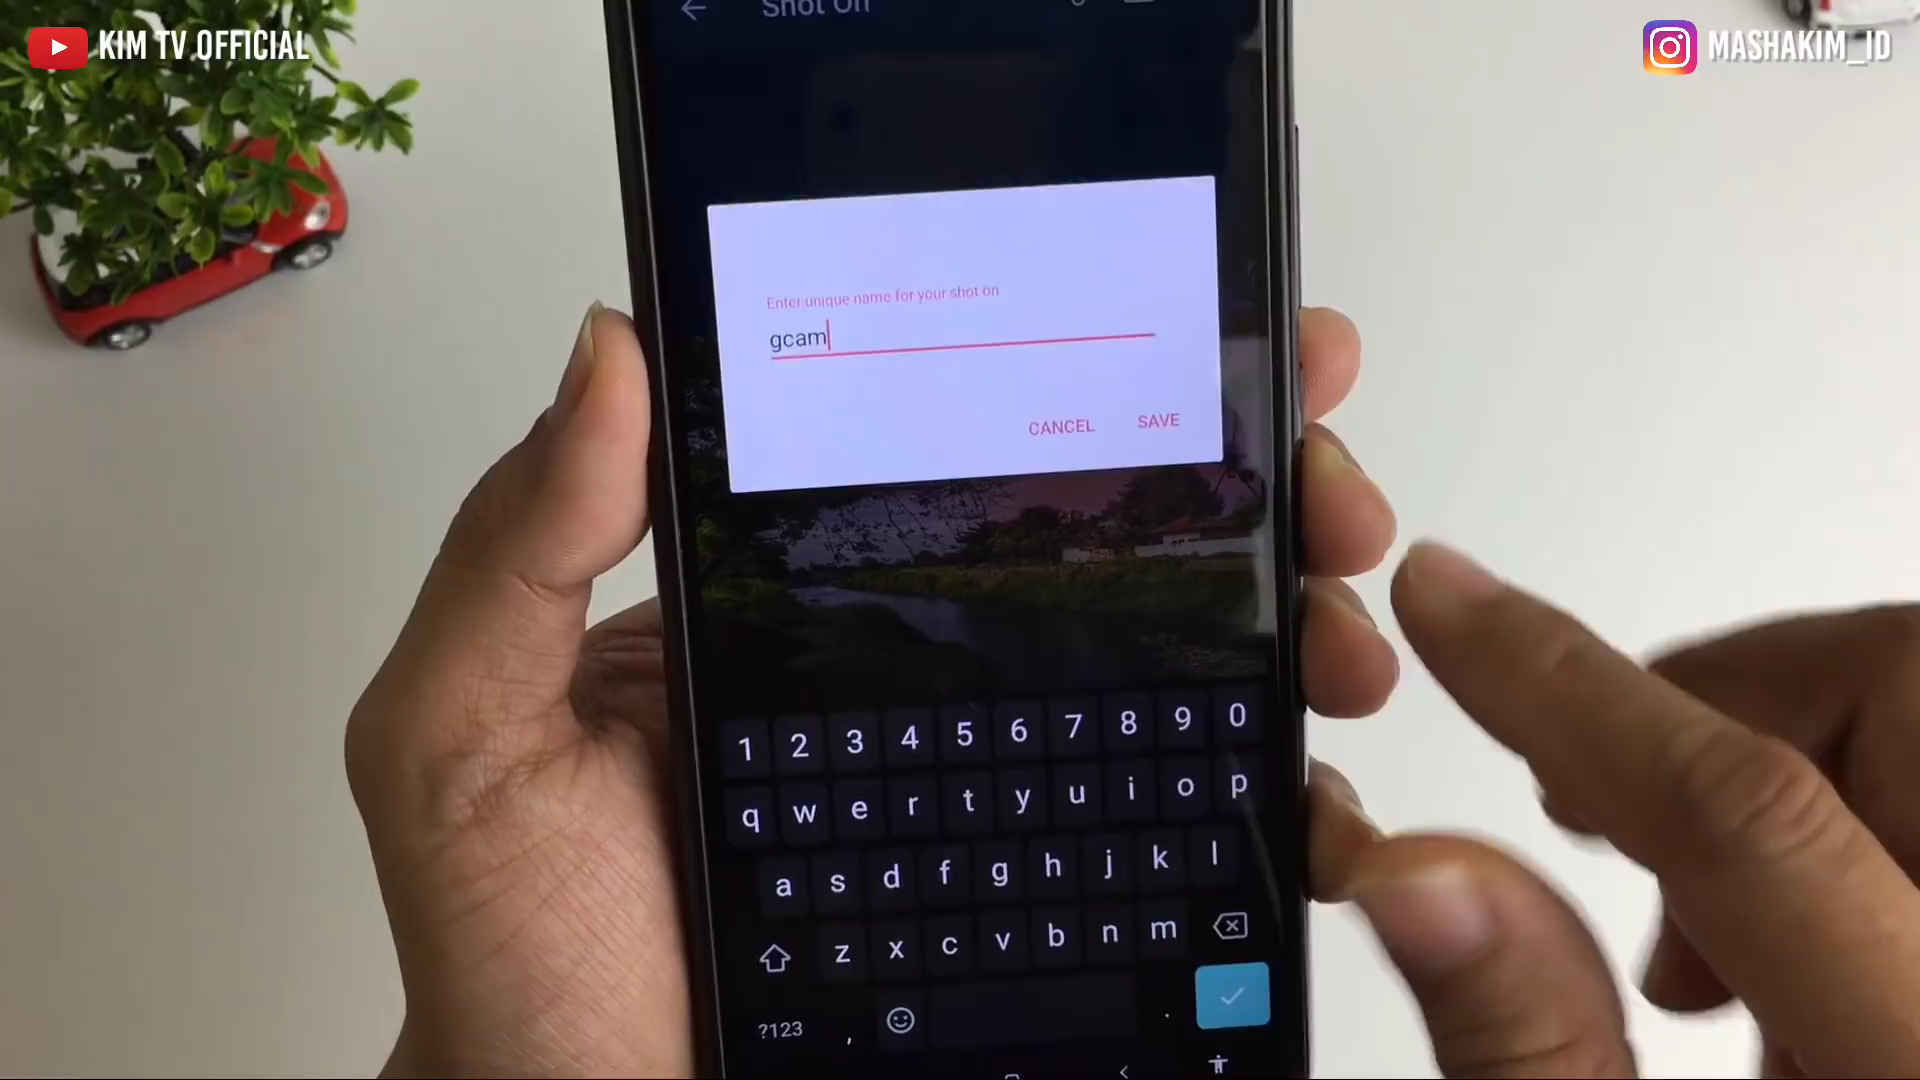 KIM TV OFFICIAL
MASHAKIM_ID
Shot On
Enter unique name for your shot on
gcam
CANCEL SAVE
1 2 3 4 5 6 7 8 9 0
q w e r t y u i o p
a s d f g h j k l
z x c v b n m
?123 , .